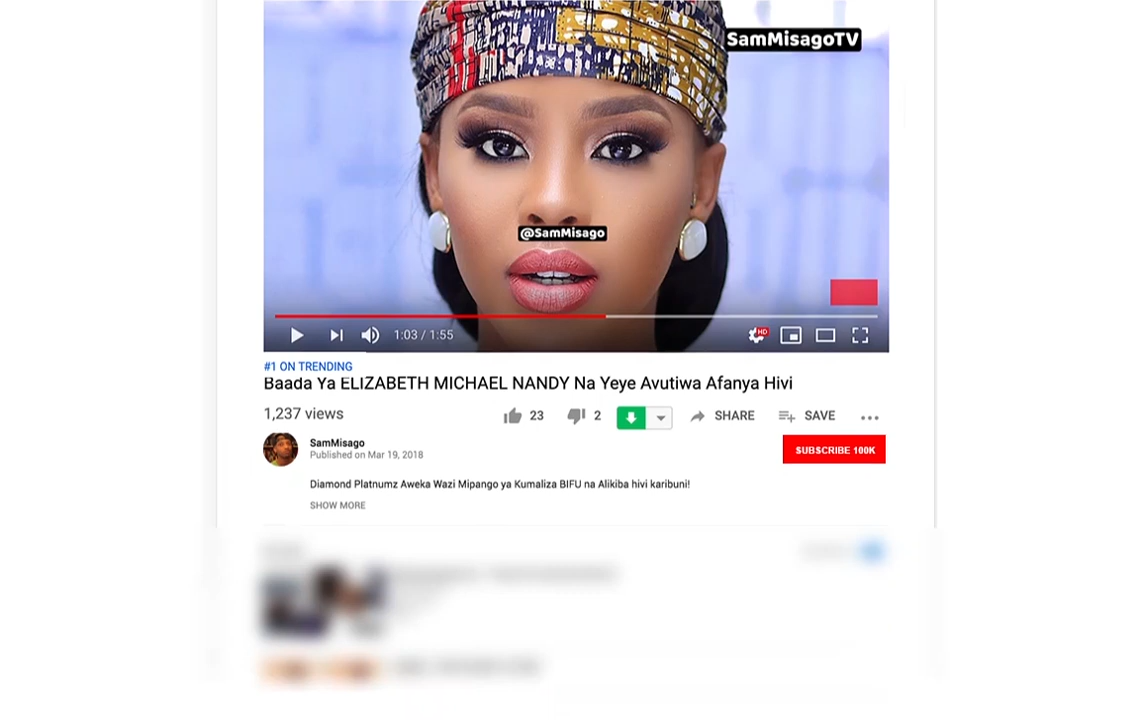 SamMisagoTV
@SamMisago
1:03 / 1:55
HD
#1 ON TRENDING
Baada Ya ELIZABETH MICHAEL NANDY Na Yeye Avutiwa Afanya Hivi
1,237 views
23
2
SHARE
SAVE
SamMisago
Published on Mar 19, 2018
SUBSCRIBE 100K
Diamond Platnumz Aweka Wazi Mipango ya Kumaliza BIFU na Alikiba hivi karibuni!
SHOW MORE